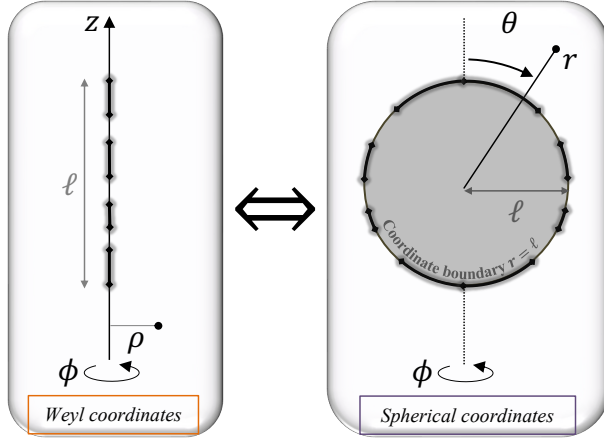 z
ℓ
ρ
ϕ
Weyl coordinates
θ
r
ℓ
Coordinate boundary r = ℓ
ϕ
Spherical coordinates